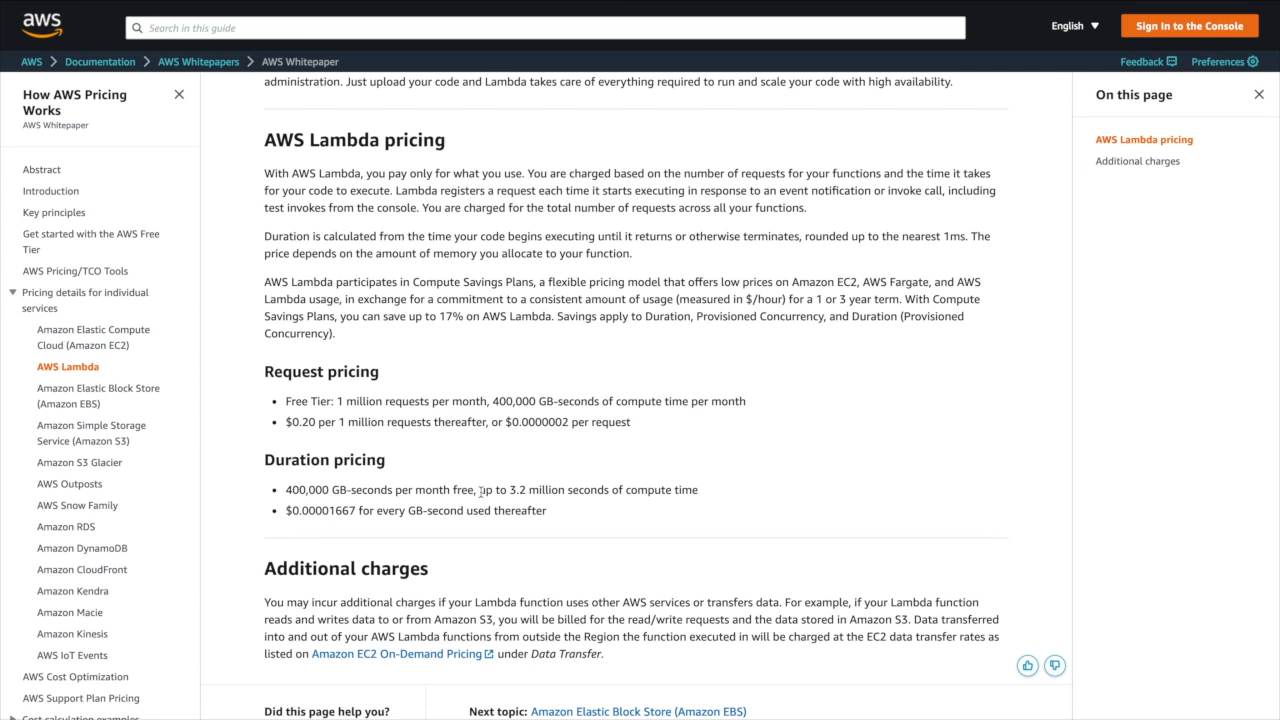 aws
Search in this guide
English
Sign In to the Console
AWS
Documentation
AWS Whitepapers
AWS Whitepaper
Feedback
Preferences
How AWS Pricing
Works
AWS Whitepaper
Abstract
Introduction
Key principles
Get started with the AWS Free
Tier
AWS Pricing/TCO Tools
Pricing details for individual
services
Amazon Elastic Compute
Cloud (Amazon EC2)
AWS Lambda
Amazon Elastic Block Store
(Amazon EBS)
Amazon Simple Storage
Service (Amazon S3)
Amazon S3 Glacier
AWS Outposts
AWS Snow Family
Amazon RDS
Amazon DynamoDB
Amazon CloudFront
Amazon Kendra
Amazon Macie
Amazon Kinesis
AWS IoT Events
AWS Cost Optimization
AWS Support Plan Pricing
Cost calculation examples
administration. Just upload your code and Lambda takes care of everything required to run and scale your code with high availability.
AWS Lambda pricing
With AWS Lambda, you pay only for what you use. You are charged based on the number of requests for your functions and the time it takes
for your code to execute. Lambda registers a request each time it starts executing in response to an event notification or invoke call, including
test invokes from the console. You are charged for the total number of requests across all your functions.
Duration is calculated from the time your code begins executing until it returns or otherwise terminates, rounded up to the nearest 1ms. The
price depends on the amount of memory you allocate to your function.
AWS Lambda participates in Compute Savings Plans, a flexible pricing model that offers low prices on Amazon EC2, AWS Fargate, and AWS
Lambda usage, in exchange for a commitment to a consistent amount of usage (measured in $/hour) for a 1 or 3 year term. With Compute
Savings Plans, you can save up to 17% on AWS Lambda. Savings apply to Duration, Provisioned Concurrency, and Duration (Provisioned
Concurrency).
Request pricing
• Free Tier: 1 million requests per month, 400,000 GB-seconds of compute time per month
• $0.20 per 1 million requests thereafter, or $0.0000002 per request
Duration pricing
• 400,000 GB-seconds per month free, up to 3.2 million seconds of compute time
• $0.00001667 for every GB-second used thereafter
Additional charges
You may incur additional charges if your Lambda function uses other AWS services or transfers data. For example, if your Lambda function
reads and writes data to or from Amazon S3, you will be billed for the read/write requests and the data stored in Amazon S3. Data transferred
into and out of your AWS Lambda functions from outside the Region the function executed in will be charged at the EC2 data transfer rates as
listed on Amazon EC2 On-Demand Pricing under Data Transfer.
Did this page help you?
Next topic: Amazon Elastic Block Store (Amazon EBS)
On this page
AWS Lambda pricing
Additional charges